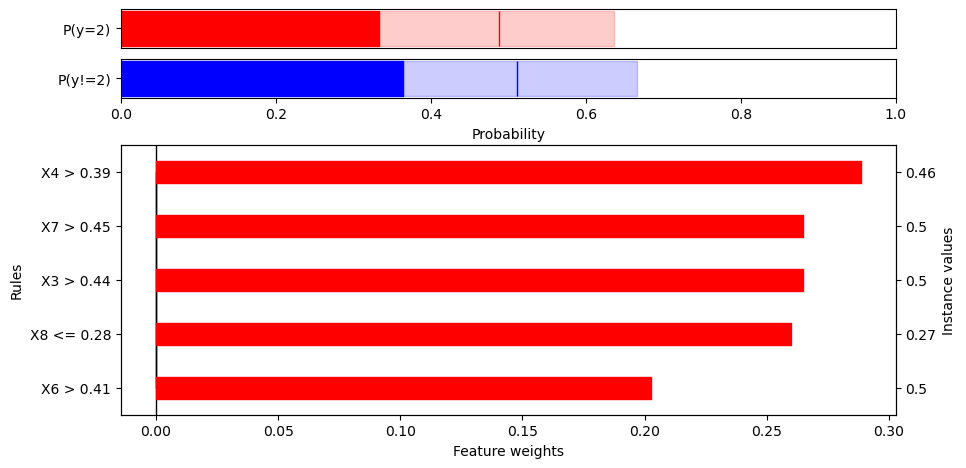 P(y=2)
P(y!=2)
0.0 0.2 0.4 0.6 0.8 1.0
Probability
X4 > 0.39 0.46
X7 > 0.45 0.5
X3 > 0.44 0.5
X8 <= 0.28 0.27
X6 > 0.41 0.5
Rules
Instance values
0.00 0.05 0.10 0.15 0.20 0.25 0.30
Feature weights